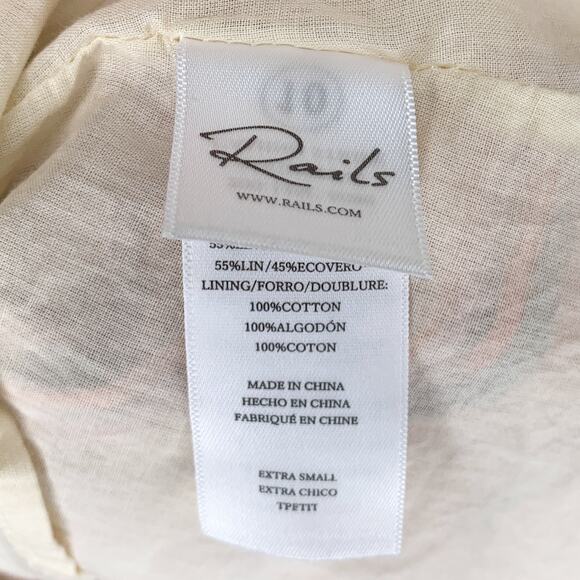 10
Rails
WWW.RAILS.COM
55%LIN/45%ECOVERO
LINING/FORRO/DOUBLURE:
100%COTTON
100%ALGODÓN
100%COTON
MADE IN CHINA
HECHO EN CHINA
FABRIQUÉ EN CHINE
EXTRA SMALL
EXTRA CHICO
TPETIT